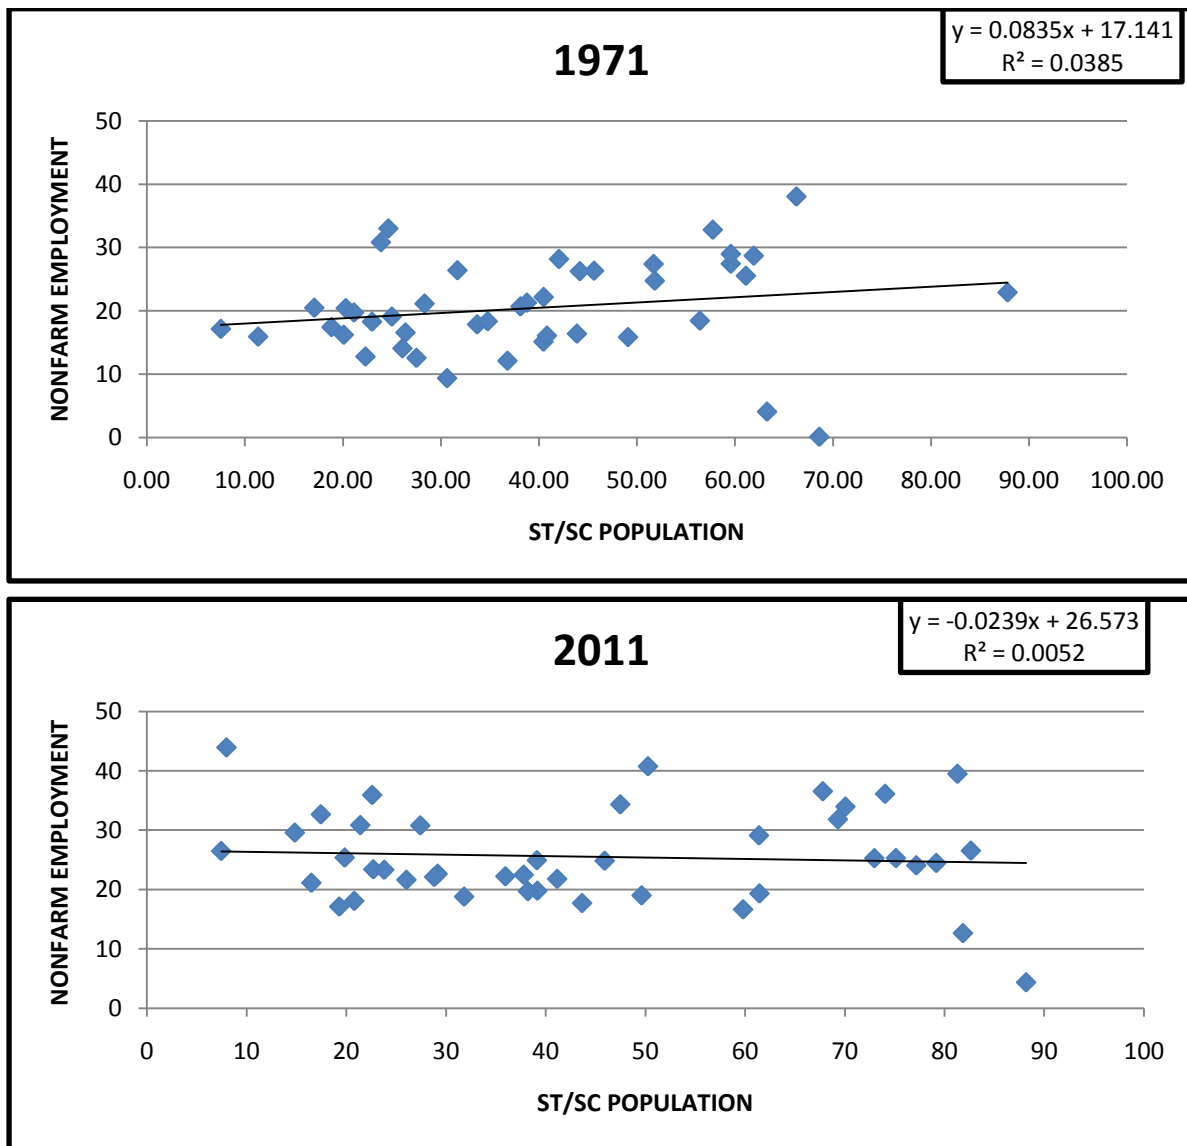 1971
y = 0.0835x + 17.141
R² = 0.0385
NONFARM EMPLOYMENT
50
40
30
20
10
0
0.00 10.00 20.00 30.00 40.00 50.00 60.00 70.00 80.00 90.00 100.00
ST/SC POPULATION
2011
y = -0.0239x + 26.573
R² = 0.0052
NONFARM EMPLOYMENT
50
40
30
20
10
0
0 10 20 30 40 50 60 70 80 90 100
ST/SC POPULATION